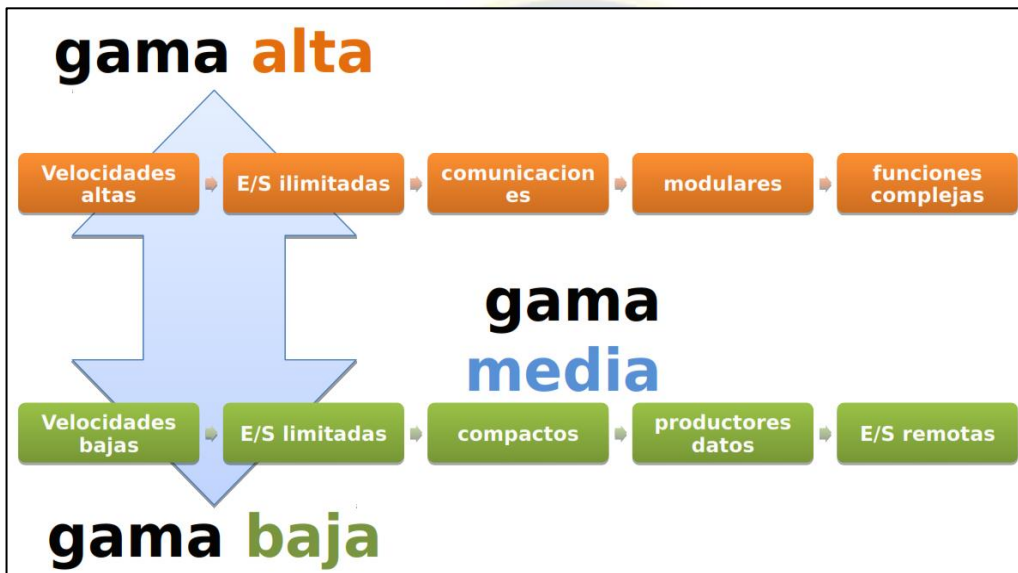 gama alta
Velocidades
altas
E/S ilimitadas
comunicacion
es
modulares
funciones
complejas
gama
media
Velocidades
bajas
E/S limitadas
compactos
productores
datos
E/S remotas
gama baja